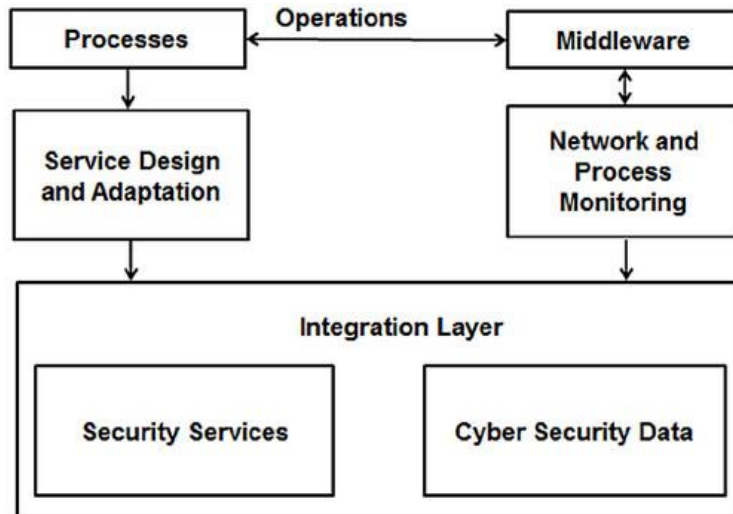 Operations
Processes
Middleware
Service Design
and Adaptation
Network and
Process
Monitoring
Integration Layer
Security Services
Cyber Security Data